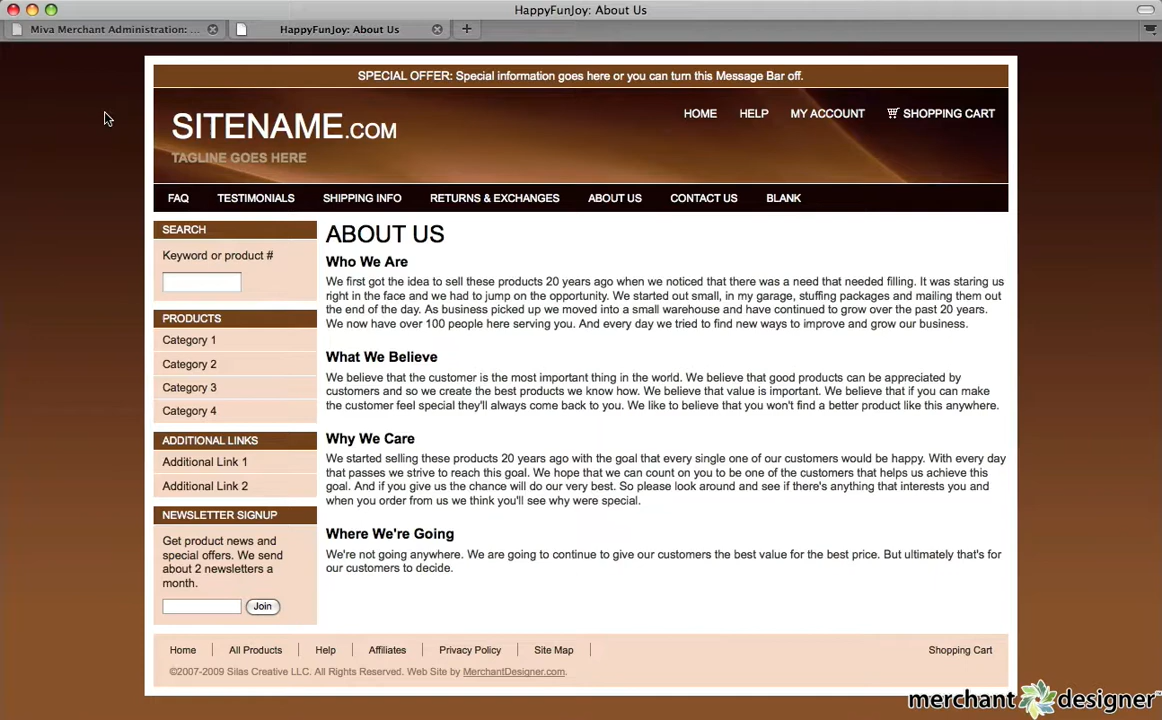 HappyFunJoy: About Us
Miva Merchant Administration: ...
HappyFunJoy: About Us
SPECIAL OFFER: Special information goes here or you can turn this Message Bar off.
SITENAME.COM
TAGLINE GOES HERE
HOME HELP MY ACCOUNT SHOPPING CART
FAQ TESTIMONIALS SHIPPING INFO RETURNS & EXCHANGES ABOUT US CONTACT US BLANK
SEARCH
Keyword or product #
PRODUCTS
Category 1
Category 2
Category 3
Category 4
ADDITIONAL LINKS
Additional Link 1
Additional Link 2
NEWSLETTER SIGNUP
Get product news and
special offers. We send
about 2 newsletters a
month.
Join
ABOUT US
Who We Are
We first got the idea to sell these products 20 years ago when we noticed that there was a need that needed filling. It was staring us
right in the face and we had to jump on the opportunity. We started out small, in my garage, stuffing packages and mailing them out
the end of the day. As business picked up we moved into a small warehouse and have continued to grow over the past 20 years.
We now have over 100 people here serving you. And every day we tried to find new ways to improve and grow our business.
What We Believe
We believe that the customer is the most important thing in the world. We believe that good products can be appreciated by
customers and so we create the best products we know how. We believe that value is important. We believe that if you can make
the customer feel special they'll always come back to you. We like to believe that you won't find a better product like this anywhere.
Why We Care
We started selling these products 20 years ago with the goal that every single one of our customers would be happy. With every day
that passes we strive to reach this goal. We hope that we can count on you to be one of the customers that helps us achieve this
goal. And if you give us the chance will do our very best. So please look around and see if there's anything that interests you and
when you order from us we think you'll see why were special.
Where We're Going
We're not going anywhere. We are going to continue to give our customers the best value for the best price. But ultimately that's for
our customers to decide.
Home All Products Help Affiliates Privacy Policy Site Map Shopping Cart
©2007-2009 Silas Creative LLC. All Rights Reserved. Web Site by MerchantDesigner.com.
merchant designer™